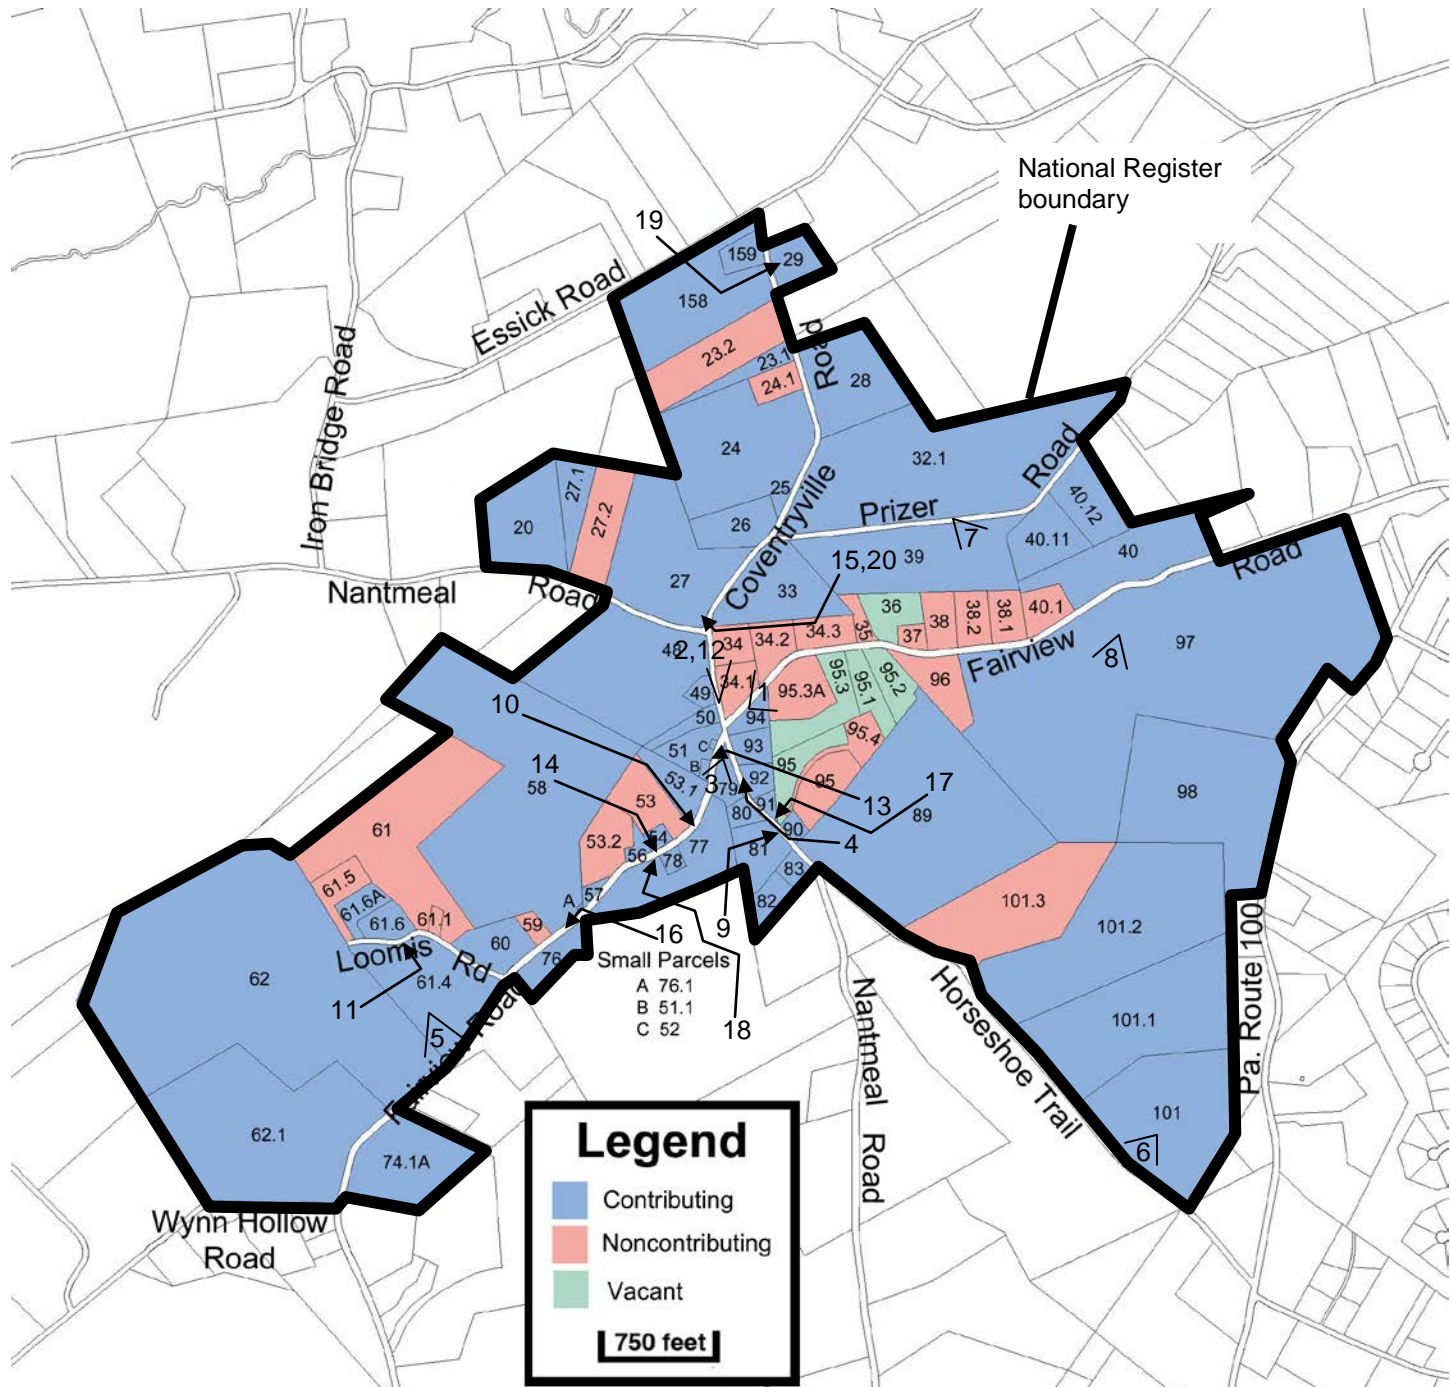 National Register
boundary
19
159
29
158
Essick Road
23.2
23.1
24.1
Road
28
Iron Bridge Road
24
32.1
Road
27.1
25
40.12
20
27.2
26
Coventryville
Prizer
7
40.11
40
39
15,20
Road
Nantmeal
Road
27
33
36
38
38.2
38.1
40.1
34
34.2
34.3
35
37
Fairview
8
97
48
2,12
49
34.1
1
95.3A
95.3
95.1
95.2
96
10
50
94
95.4
51
C
93
B
14
58
53.1
3
79
92
95
95
13
17
98
53
91
89
61
80
90
53.2
54
77
4
56
78
81
83
61.5
57
82
101.3
61.6A
A
9
101.2
61.6
61.1
59
16
60
Loomis
Rd
76
Small Parcels
62
61.4
A 76.1
B 51.1
C 52
11
18
5
Nantmeal Road
Horseshoe Trail
Pa. Route 100
101.1
Fairview Road
101
62.1
74.1A
6
Wynn Hollow
Road
Legend
Contributing
Noncontributing
Vacant
750 feet